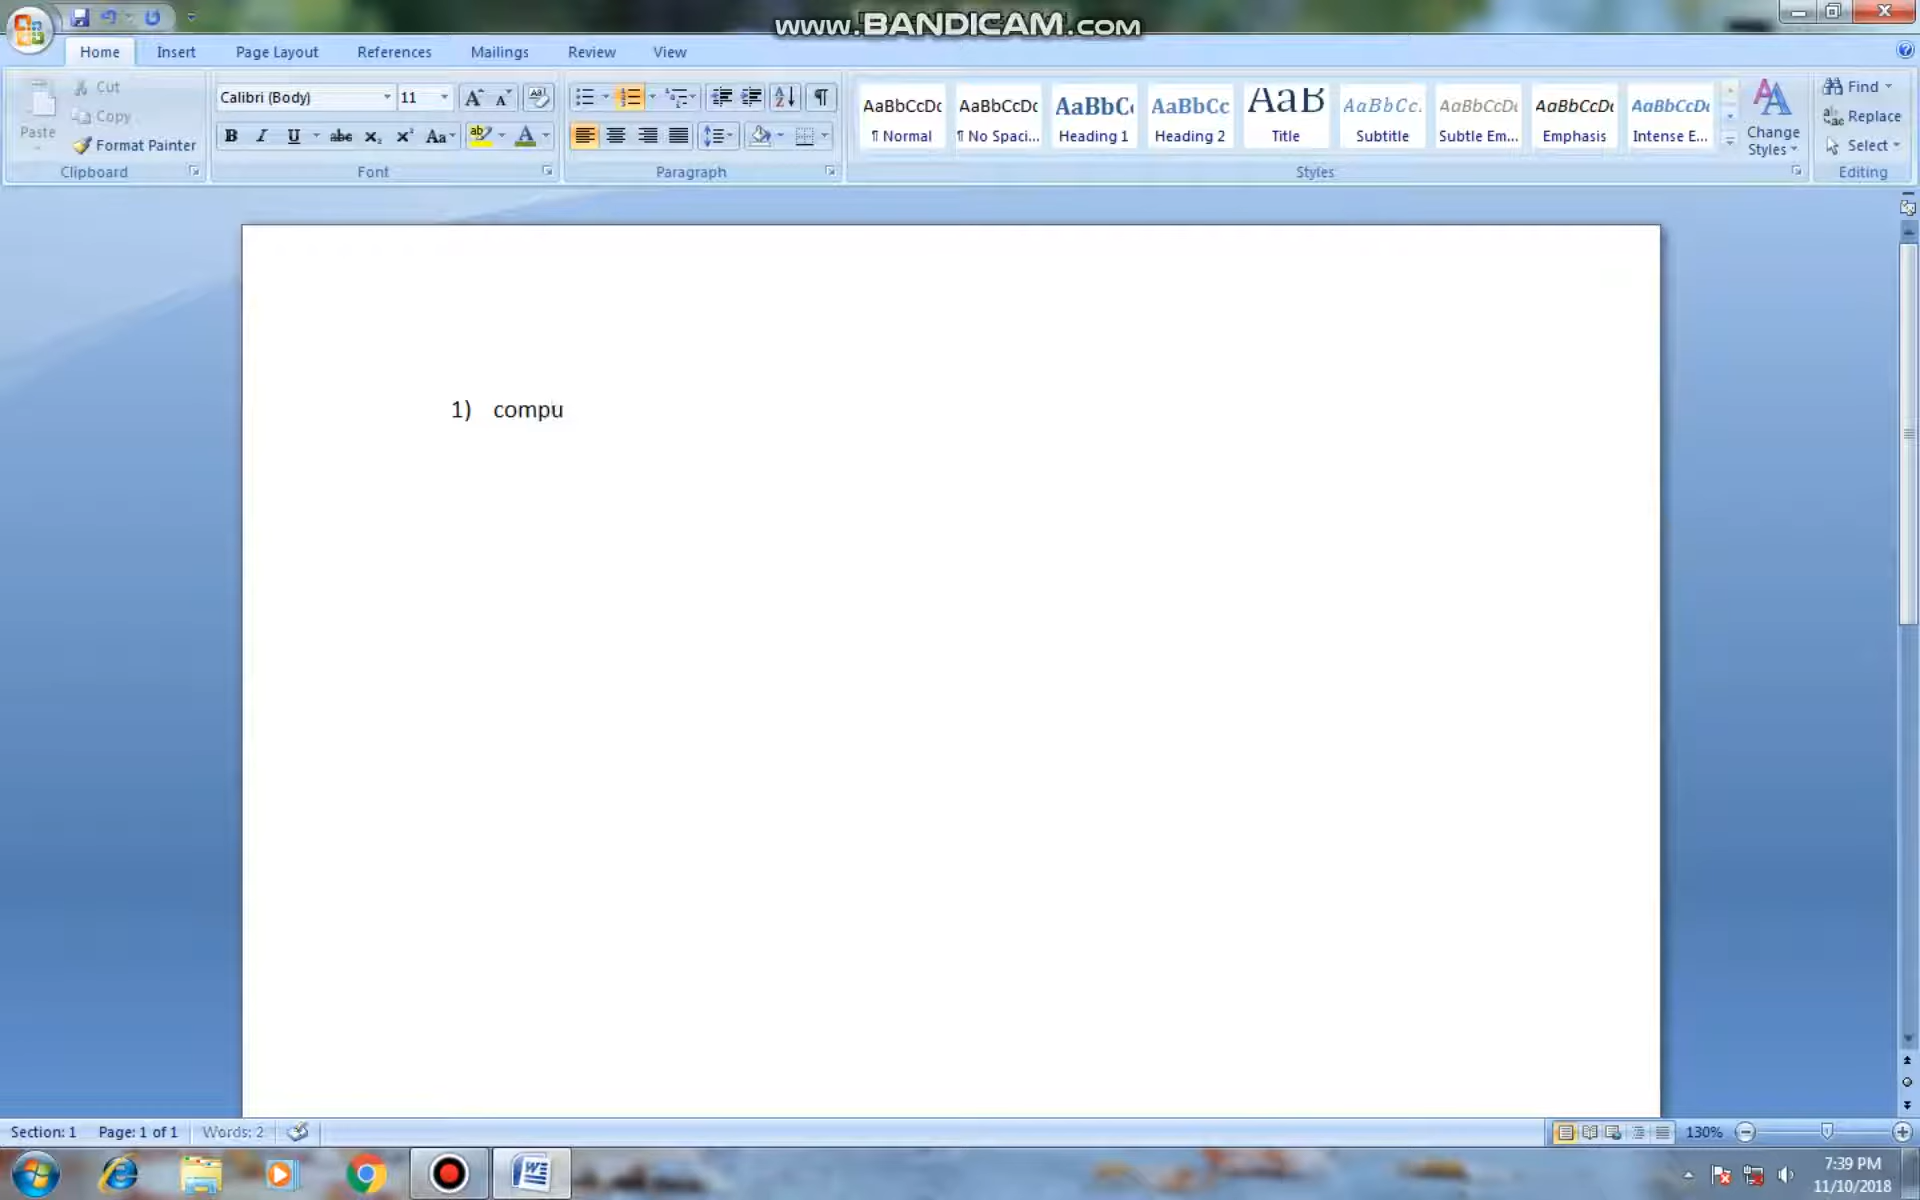 www.BANDICAM.com
Home Insert Page Layout References Mailings Review View
Paste
Cut
Copy
Format Painter
Clipboard
Calibri (Body) 11
Font
Paragraph
AaBbCcDc AaBbCcDc AaBbC AaBbCc AaB AaBbCc. AaBbCcDc AaBbCcDc AaBbCcDc
¶ Normal ¶ No Spaci... Heading 1 Heading 2 Title Subtitle Subtle Em... Emphasis Intense E...
Styles
Change
Styles
Find
Replace
Select
Editing
1) compu
Section: 1 Page: 1 of 1 Words: 2 130%
7:39 PM
11/10/2018